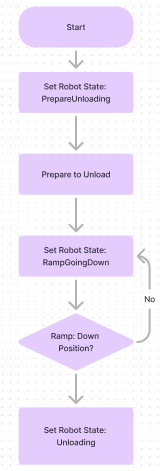 Start
Set Robot State:
PrepareUnloading
Prepare to Unload
Set Robot State:
RampGoingDown
No
Ramp: Down
Position?
Set Robot State:
Unloading